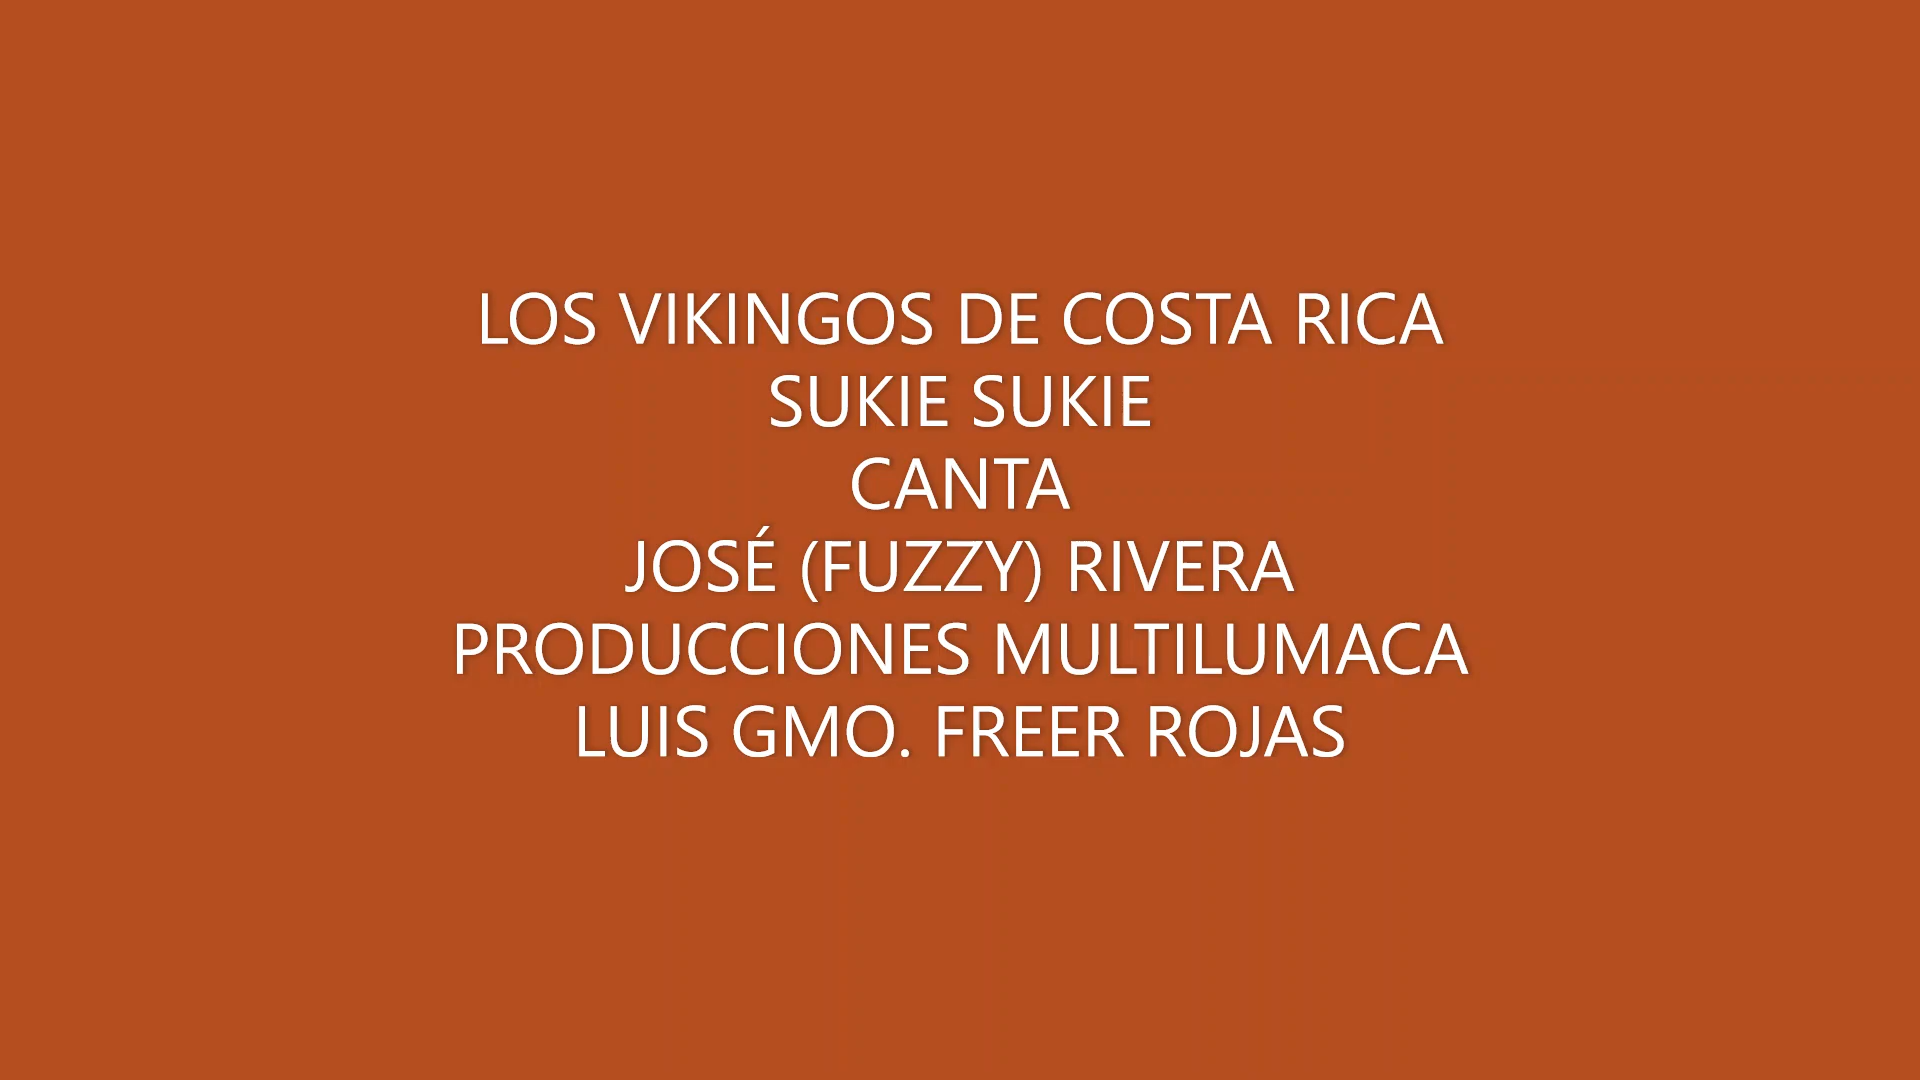 LOS VIKINGOS DE COSTA RICA
SUKIE SUKIE
CANTA
JOSÉ (FUZZY) RIVERA
PRODUCCIONES MULTILUMACA
LUIS GMO. FREER ROJAS